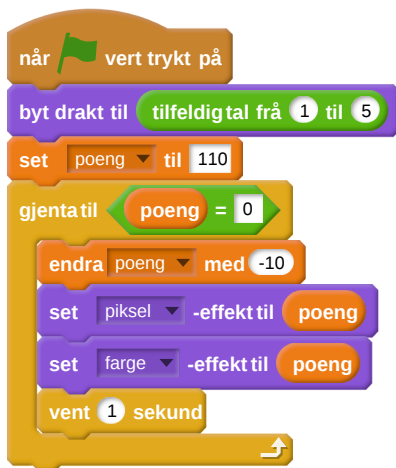 når vert trykt på
byt drakt til tilfeldig tal frå 1 til 5
set poeng til 110
gjenta til poeng = 0
endra poeng med -10
set piksel -effekt til poeng
set farge -effekt til poeng
vent 1 sekund